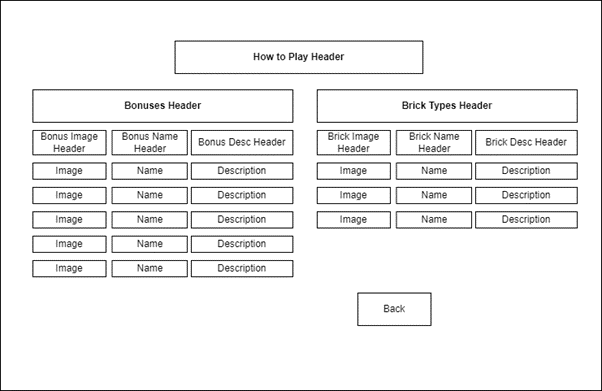 How to Play Header
Bonuses Header
Bonus Image
Header
Bonus Name
Header
Bonus Desc Header
Image
Name
Description
Image
Name
Description
Image
Name
Description
Image
Name
Description
Image
Name
Description
Brick Types Header
Brick Image
Header
Brick Name
Header
Brick Desc Header
Image
Name
Description
Image
Name
Description
Image
Name
Description
Back